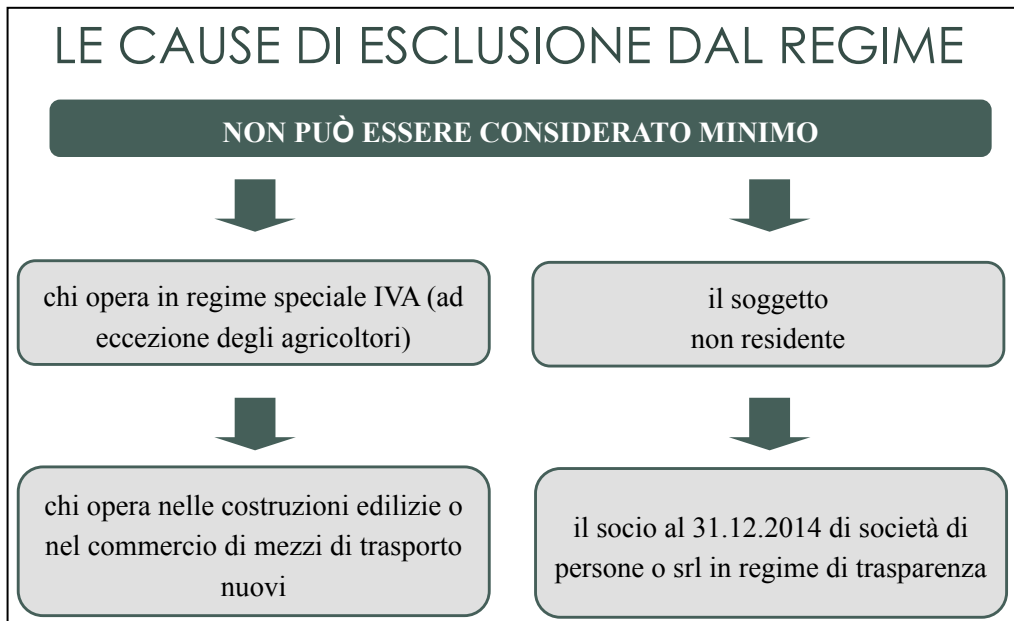 LE CAUSE DI ESCLUSIONE DAL REGIME
NON PUÒ ESSERE CONSIDERATO MINIMO
chi opera in regime speciale IVA (ad
eccezione degli agricoltori)
il soggetto
non residente
chi opera nelle costruzioni edilizie o
nel commercio di mezzi di trasporto
nuovi
il socio al 31.12.2014 di società di
persone o srl in regime di trasparenza